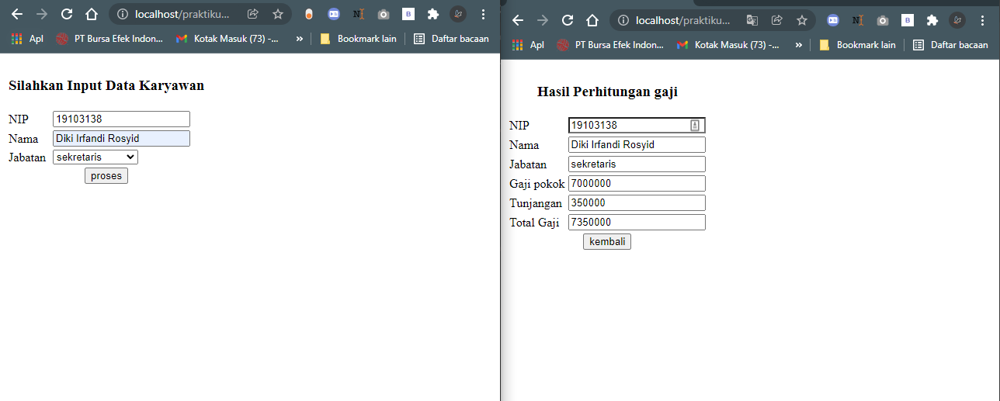 localhost/praktiku...
Apl PT Bursa Efek Indon... Kotak Masuk (73) -... » Bookmark lain Daftar bacaan
Silahkan Input Data Karyawan
NIP 19103138
Nama Diki Irfandi Rosyid
Jabatan sekretaris
proses
localhost/praktiku...
Apl PT Bursa Efek Indon... Kotak Masuk (73) -... » Bookmark lain Daftar bacaan
Hasil Perhitungan gaji
NIP 19103138
Nama Diki Irfandi Rosyid
Jabatan sekretaris
Gaji pokok 7000000
Tunjangan 350000
Total Gaji 7350000
kembali